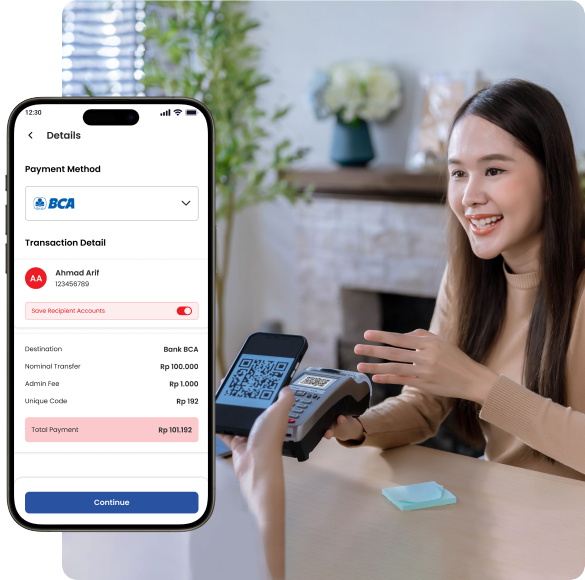 12:30
Details
Payment Method
BCA
Transaction Detail
AA
Ahmad Arif
123456789
Save Recipient Accounts
Destination Bank BCA
Nominal Transfer Rp 100.000
Admin Fee Rp 1.000
Unique Code Rp 192
Total Payment Rp 101.192
Continue